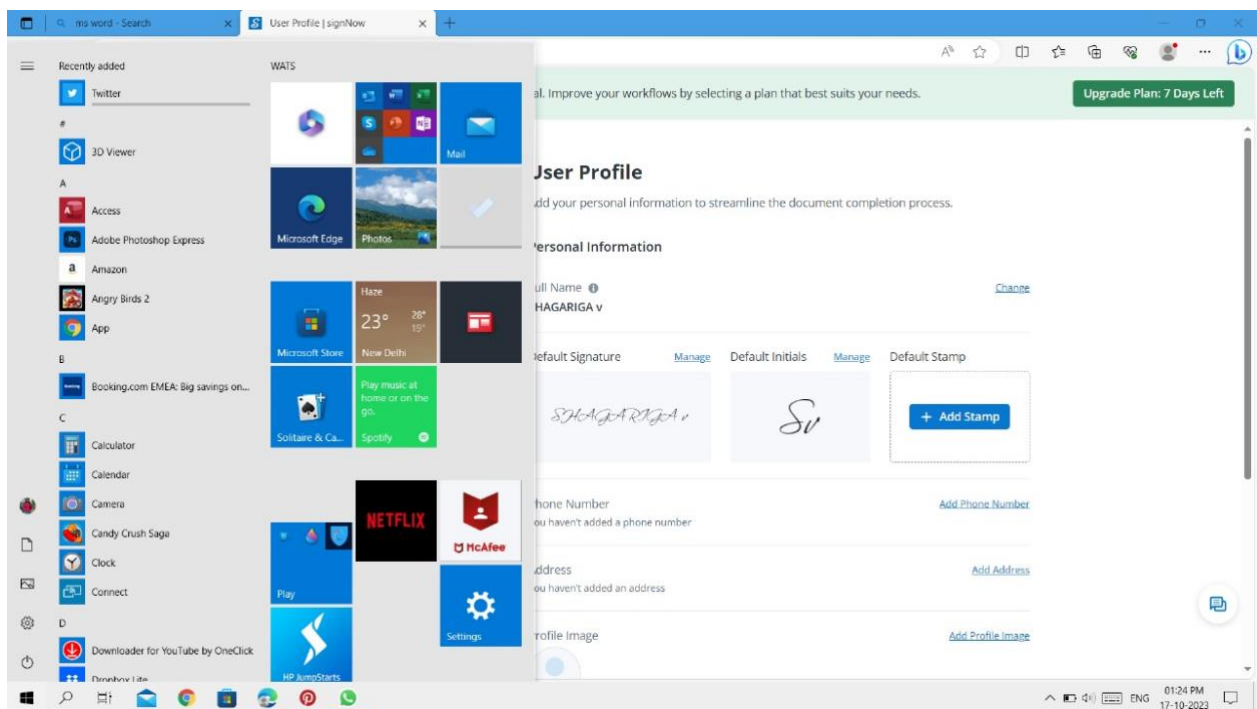 ms word - Search
User Profile | signNow
al. Improve your workflows by selecting a plan that best suits your needs.
Upgrade Plan: 7 Days Left
Recently added
Twitter
#
3D Viewer
A
Access
Adobe Photoshop Express
Amazon
Angry Birds 2
App
B
Booking.com EMEA: Big savings on...
C
Calculator
Calendar
Camera
Candy Crush Saga
Clock
Connect
D
Downloader for YouTube by OneClick
Dropbox Lite
WATS
Mail
Microsoft Edge
Photos
Microsoft Store
Haze
23° 28°
15°
New Delhi
Solitaire & Ca...
Play music at
home or on the
go.
Spotify
NETFLIX
McAfee
Play
Settings
HP JumpStarts
User Profile
dd your personal information to streamline the document completion process.
ersonal Information
ull Name
Change
HAGARIGA v
efault Signature
Manage
Default Initials
Manage
Default Stamp
SHAGARIGA v
Sv
+ Add Stamp
hone Number
Add Phone Number
ou haven't added a phone number
ddress
Add Address
ou haven't added an address
rofile Image
Add Profile Image
ENG
01:24 PM
17-10-2023